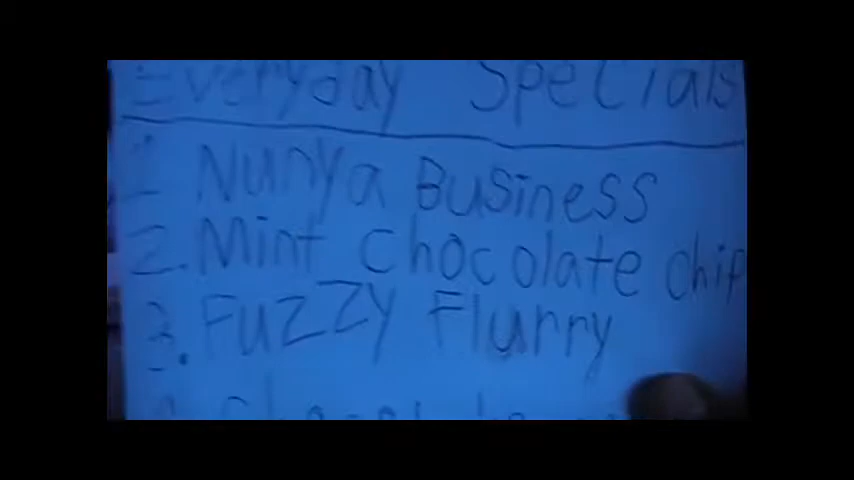 Everyday Specials
1 Nunya Business
2. Mint chocolate chip
3. Fuzzy Flurry